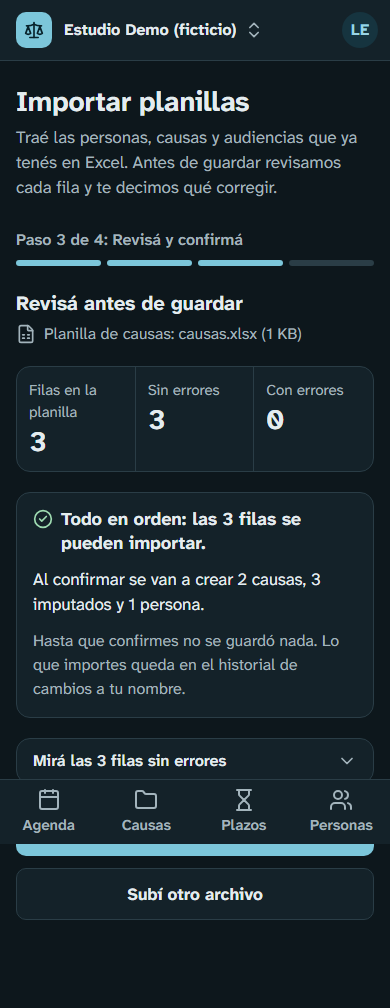 Estudio Demo (ficticio)
LE
Importar planillas
Traé las personas, causas y audiencias que ya
tenés en Excel. Antes de guardar revisamos
cada fila y te decimos qué corregir.
Paso 3 de 4: Revisá y confirmá
Revisá antes de guardar
Planilla de causas: causas.xlsx (1 KB)
Filas en la
planilla
3
Sin errores
3
Con errores
0
Todo en orden: las 3 filas se
pueden importar.
Al confirmar se van a crear 2 causas, 3
imputados y 1 persona.
Hasta que confirmes no se guardó nada. Lo
que importes queda en el historial de
cambios a tu nombre.
Mirá las 3 filas sin errores
Agenda
Causas
Plazos
Personas
Subí otro archivo